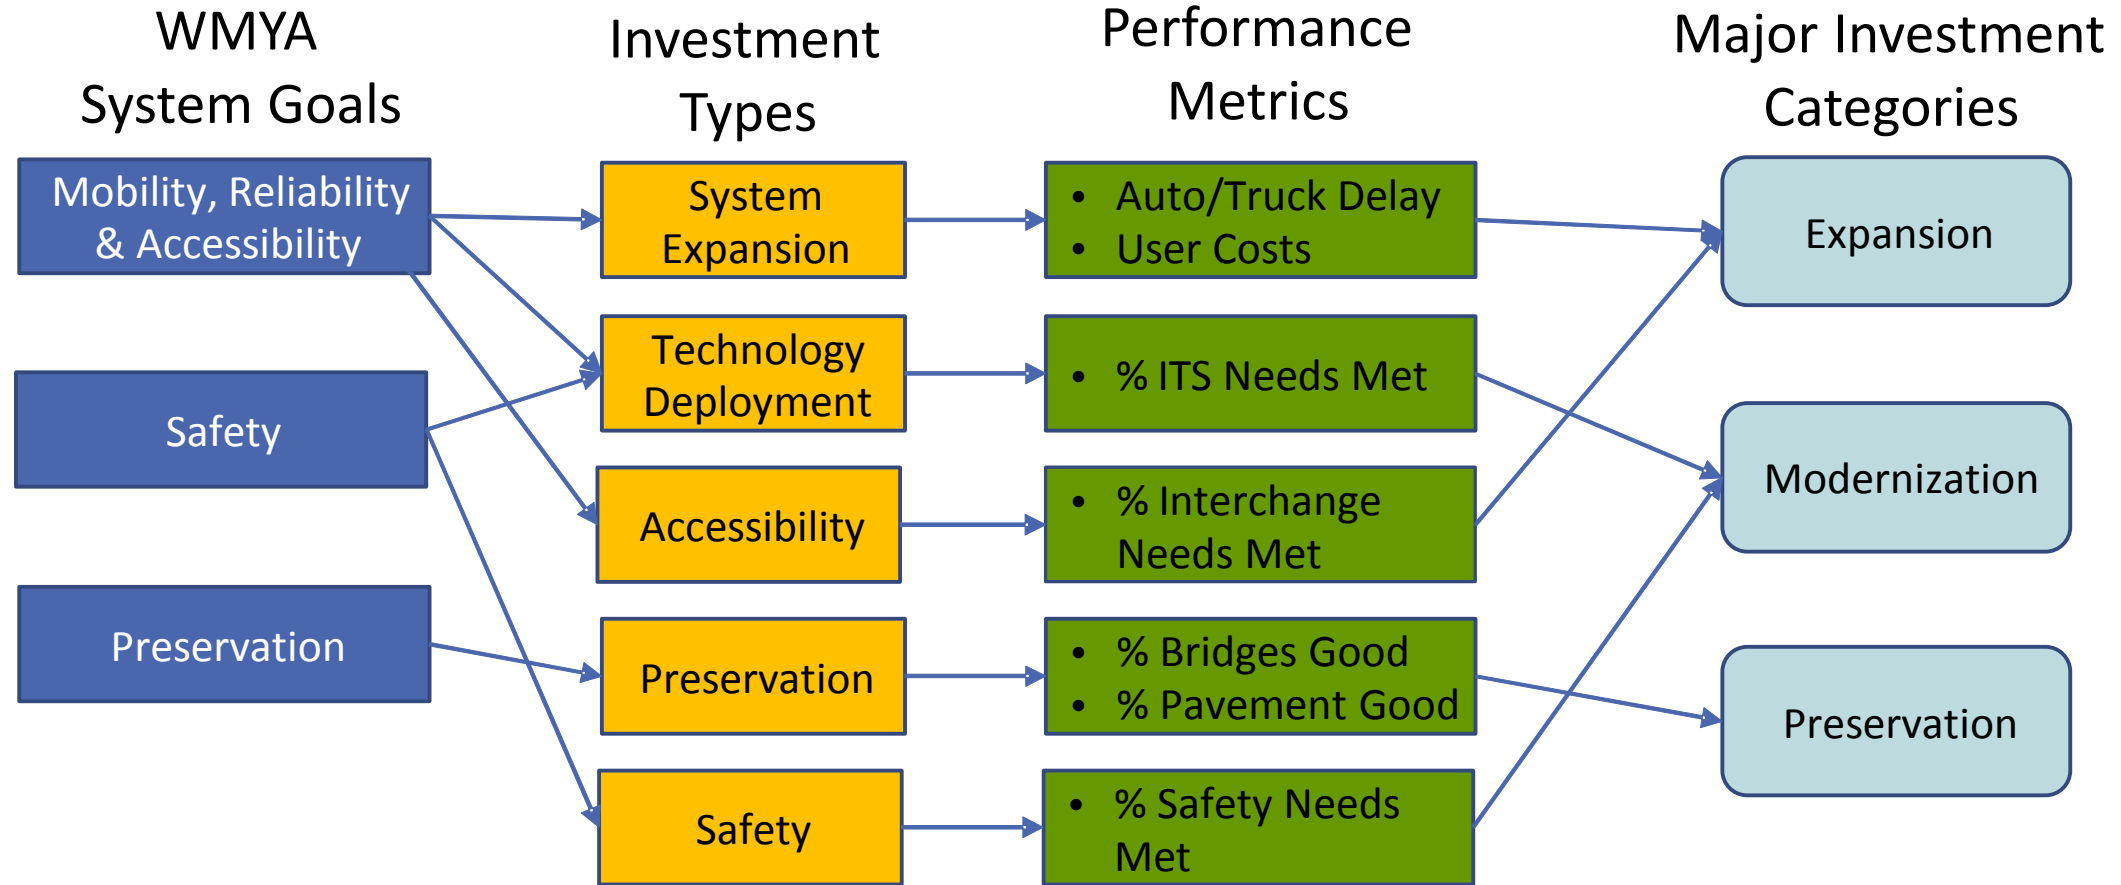 WMYA
System Goals
Investment
Types
Performance
Metrics
Major Investment
Categories
Mobility, Reliability
& Accessibility
Safety
Preservation
System
Expansion
Technology
Deployment
Accessibility
Preservation
Safety
• Auto/Truck Delay
• User Costs
• % ITS Needs Met
• % Interchange
Needs Met
• % Bridges Good
• % Pavement Good
• % Safety Needs
Met
Expansion
Modernization
Preservation